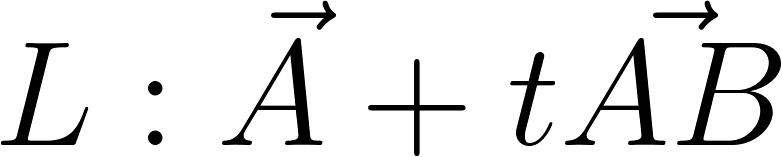 L : \vec{A} + t\vec{AB}